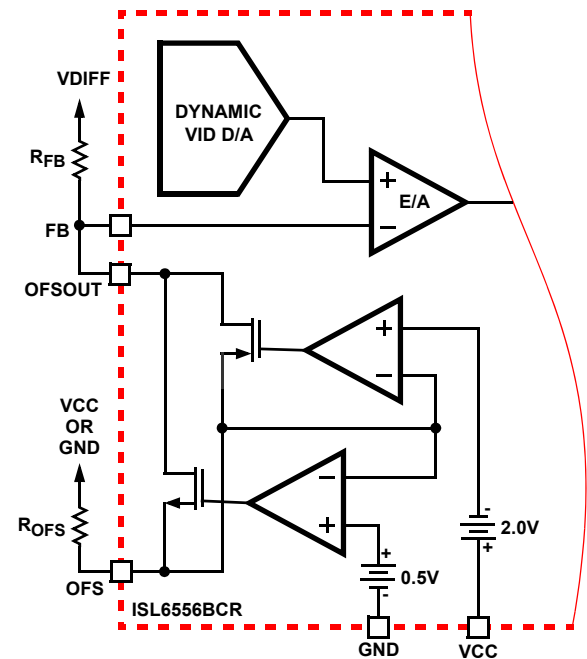 VDIFF
DYNAMIC
VID D/A
RFB
+
E/A
−
FB
OFSOUT
+
−
VCC
OR
GND
−
+
ROFS
-
2.0V
+
+
0.5V
-
OFS
ISL6556BCR
GND
VCC